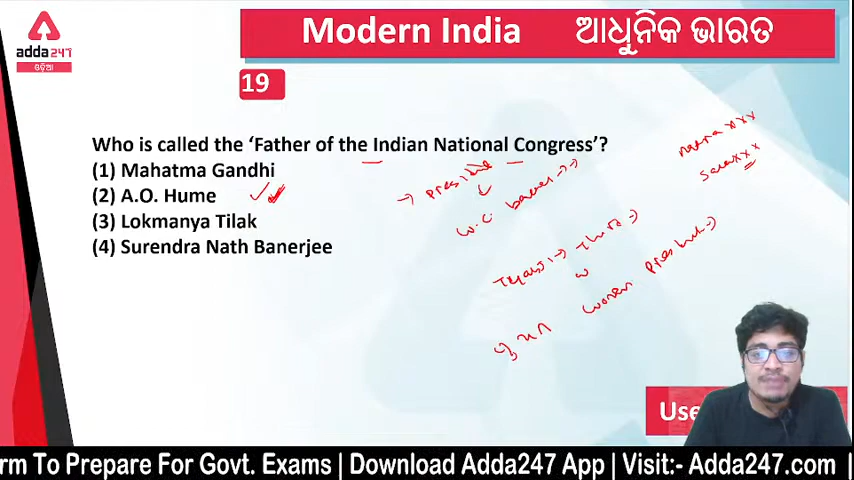 adda247
ଓଡ଼ିଆ
Modern India ଆଧୁନିକ ଭାରତ
19
Who is called the ‘Father of the Indian National Congress’?
(1) Mahatma Gandhi
(2) A.O. Hume
(3) Lokmanya Tilak
(4) Surendra Nath Banerjee
President
W.C.
women President
Use
rm To Prepare For Govt. Exams | Download Adda247 App | Visit:- Adda247.com |